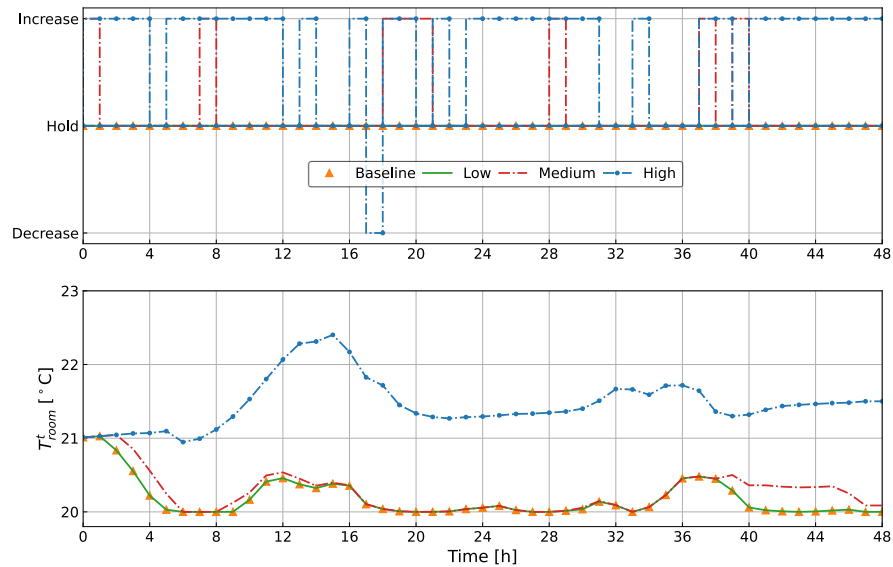 Increase
Hold
Baseline Low Medium High
Decrease
0 4 8 12 16 20 24 28 32 36 40 44 48
23
22
21
20
T^t_room [°C]
0 4 8 12 16 20 24 28 32 36 40 44 48
Time [h]